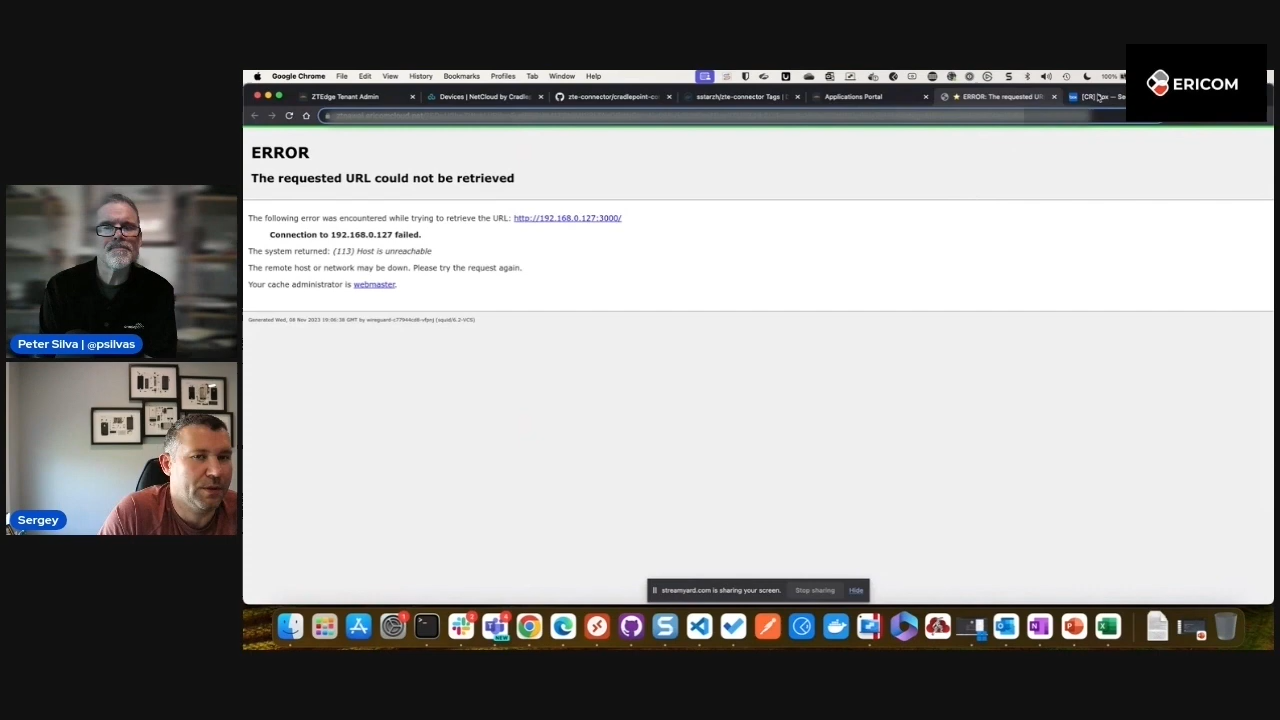 Google Chrome File Edit View History Bookmarks Profiles Tab Window Help 100%
ERICOM
ZTEdge Tenant Admin
Devices | NetCloud by Cradle
zte-connector/cradlepoint-co
sstarzh/zte-connector Tags |
Applications Portal
ERROR: The requested UR
ERROR
The requested URL could not be retrieved
The following error was encountered while trying to retrieve the URL: http://192.168.0.127:3000/
Connection to 192.168.0.127 failed.
The system returned: (113) Host is unreachable
The remote host or network may be down. Please try the request again.
Your cache administrator is webmaster.
Peter Silva | @psilvas
Sergey
streamyard.com is sharing your screen. Stop sharing Hide
NEW